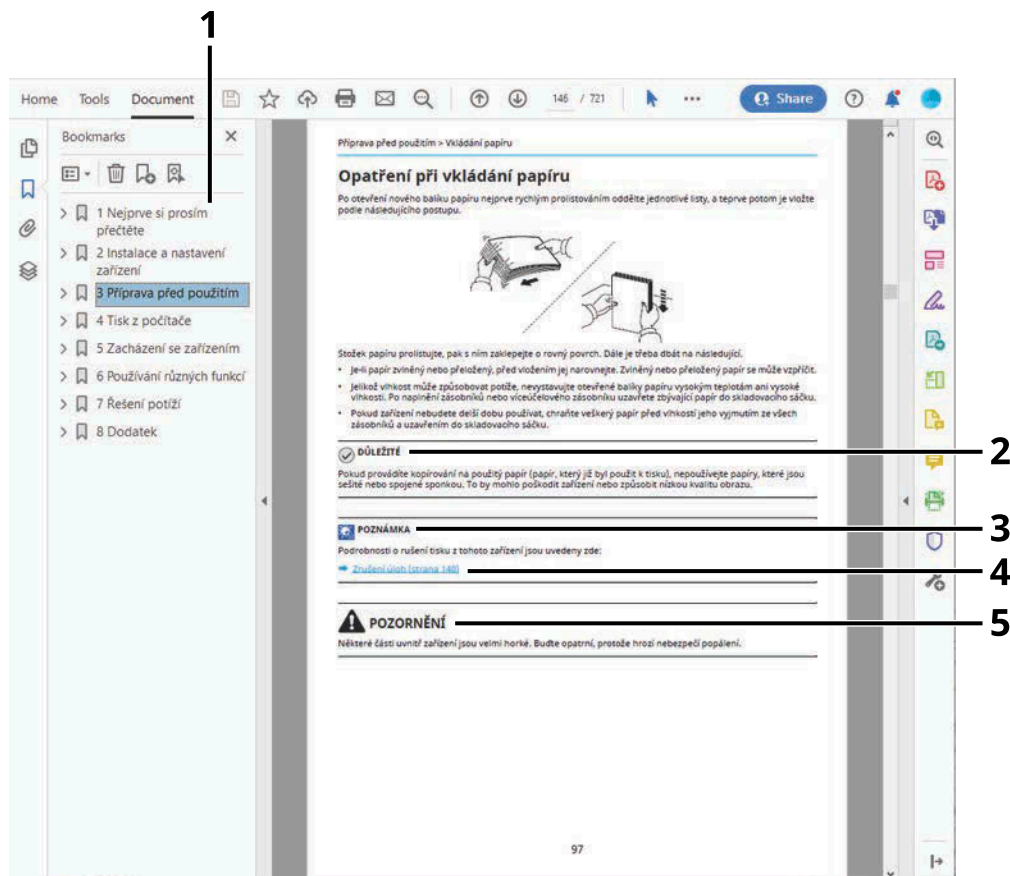 1
Home Tools Document 146 / 721 Share
Bookmarks
1 Nejprve si prosím
přečtěte
2 Instalace a nastavení
zařízení
3 Příprava před použitím
4 Tisk z počítače
5 Zacházení se zařízením
6 Používání různých funkcí
7 Řešení potíží
8 Dodatek
Příprava před použitím > Vkládání papíru
Opatření při vkládání papíru
Po otevření nového balíku papíru nejprve rychlým prolistováním oddělte jednotlivé listy, a teprve potom je vložte
podle následujícího postupu.
Stožek papíru prolistujte, pak s ním zaklepejte o rovný povrch. Dále je třeba dbát na následující.
• Je-li papír zvlněný nebo přeložený, před vložením jej narovnejte. Zvlněný nebo přeložený papír se může vzpříčit.
• Jelikož vlhkost může způsobovat potíže, nevystavujte otevřené balíky papíru vysokým teplotám ani vysoké
vlhkosti. Po naplnění zásobníků nebo víceúčelového zásobníku uzavřete zbývající papír do skladovacího sáčku.
• Pokud zařízení nebudete delší dobu používat, chraňte veškerý papír před vlhkostí jeho vyjmutím ze všech
zásobníků a uzavřením do skladovacího sáčku.
DŮLEŽITÉ
2
Pokud provádíte kopírování na použitý papír (papír, který již byl použit k tisku), nepoužívejte papíry, které jsou
sešité nebo spojené sponkou. To by mohlo poškodit zařízení nebo způsobit nízkou kvalitu obrazu.
POZNÁMKA
3
Podrobnosti o rušení tisku z tohoto zařízení jsou uvedeny zde:
Zrušení úloh (strana 140)
4
POZORNĚNÍ
5
Některé části uvnitř zařízení jsou velmi horké. Buďte opatrní, protože hrozí nebezpečí popálení.
97